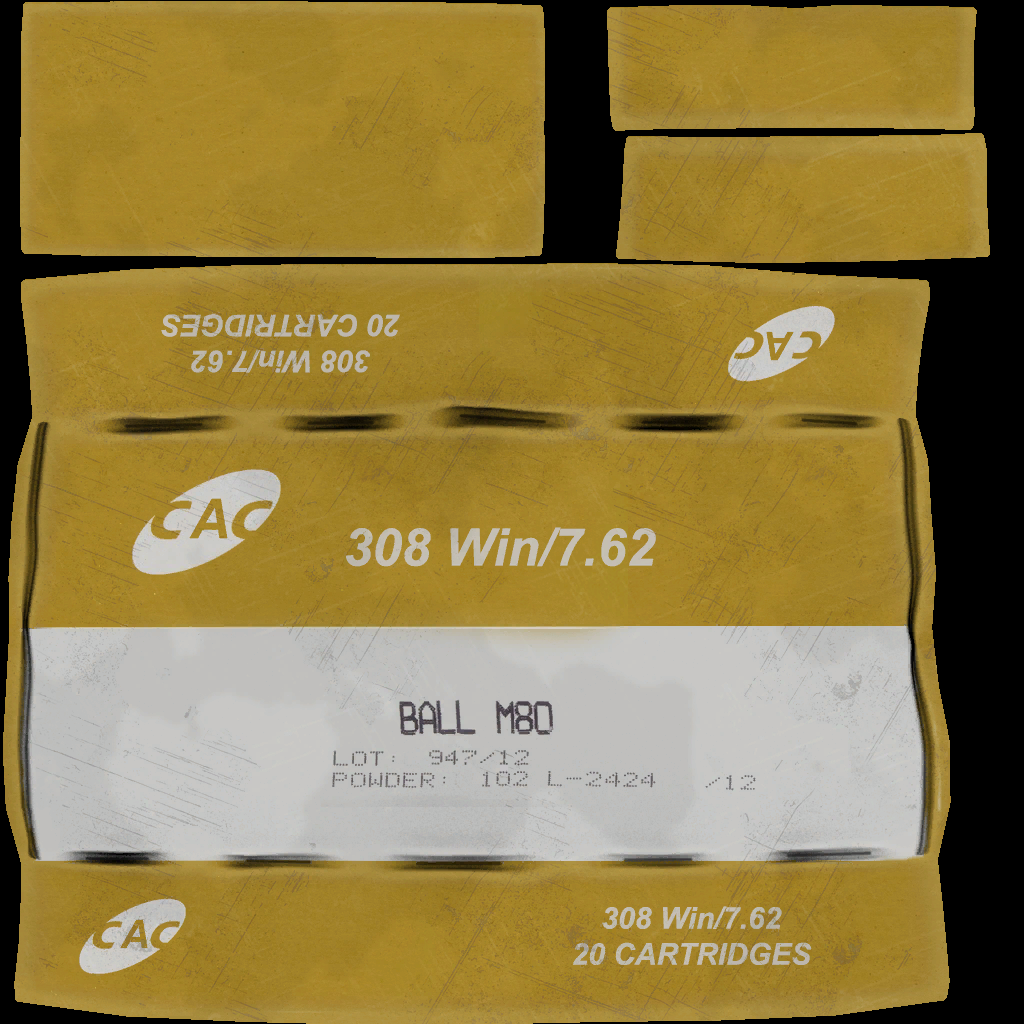 20 CARTRIDGES
308 Win/7.62
CAC
CAC
308 Win/7.62
BALL M80
LOT: 947/12
POWDER: 102 L-2424 /12
CAC
308 Win/7.62
20 CARTRIDGES